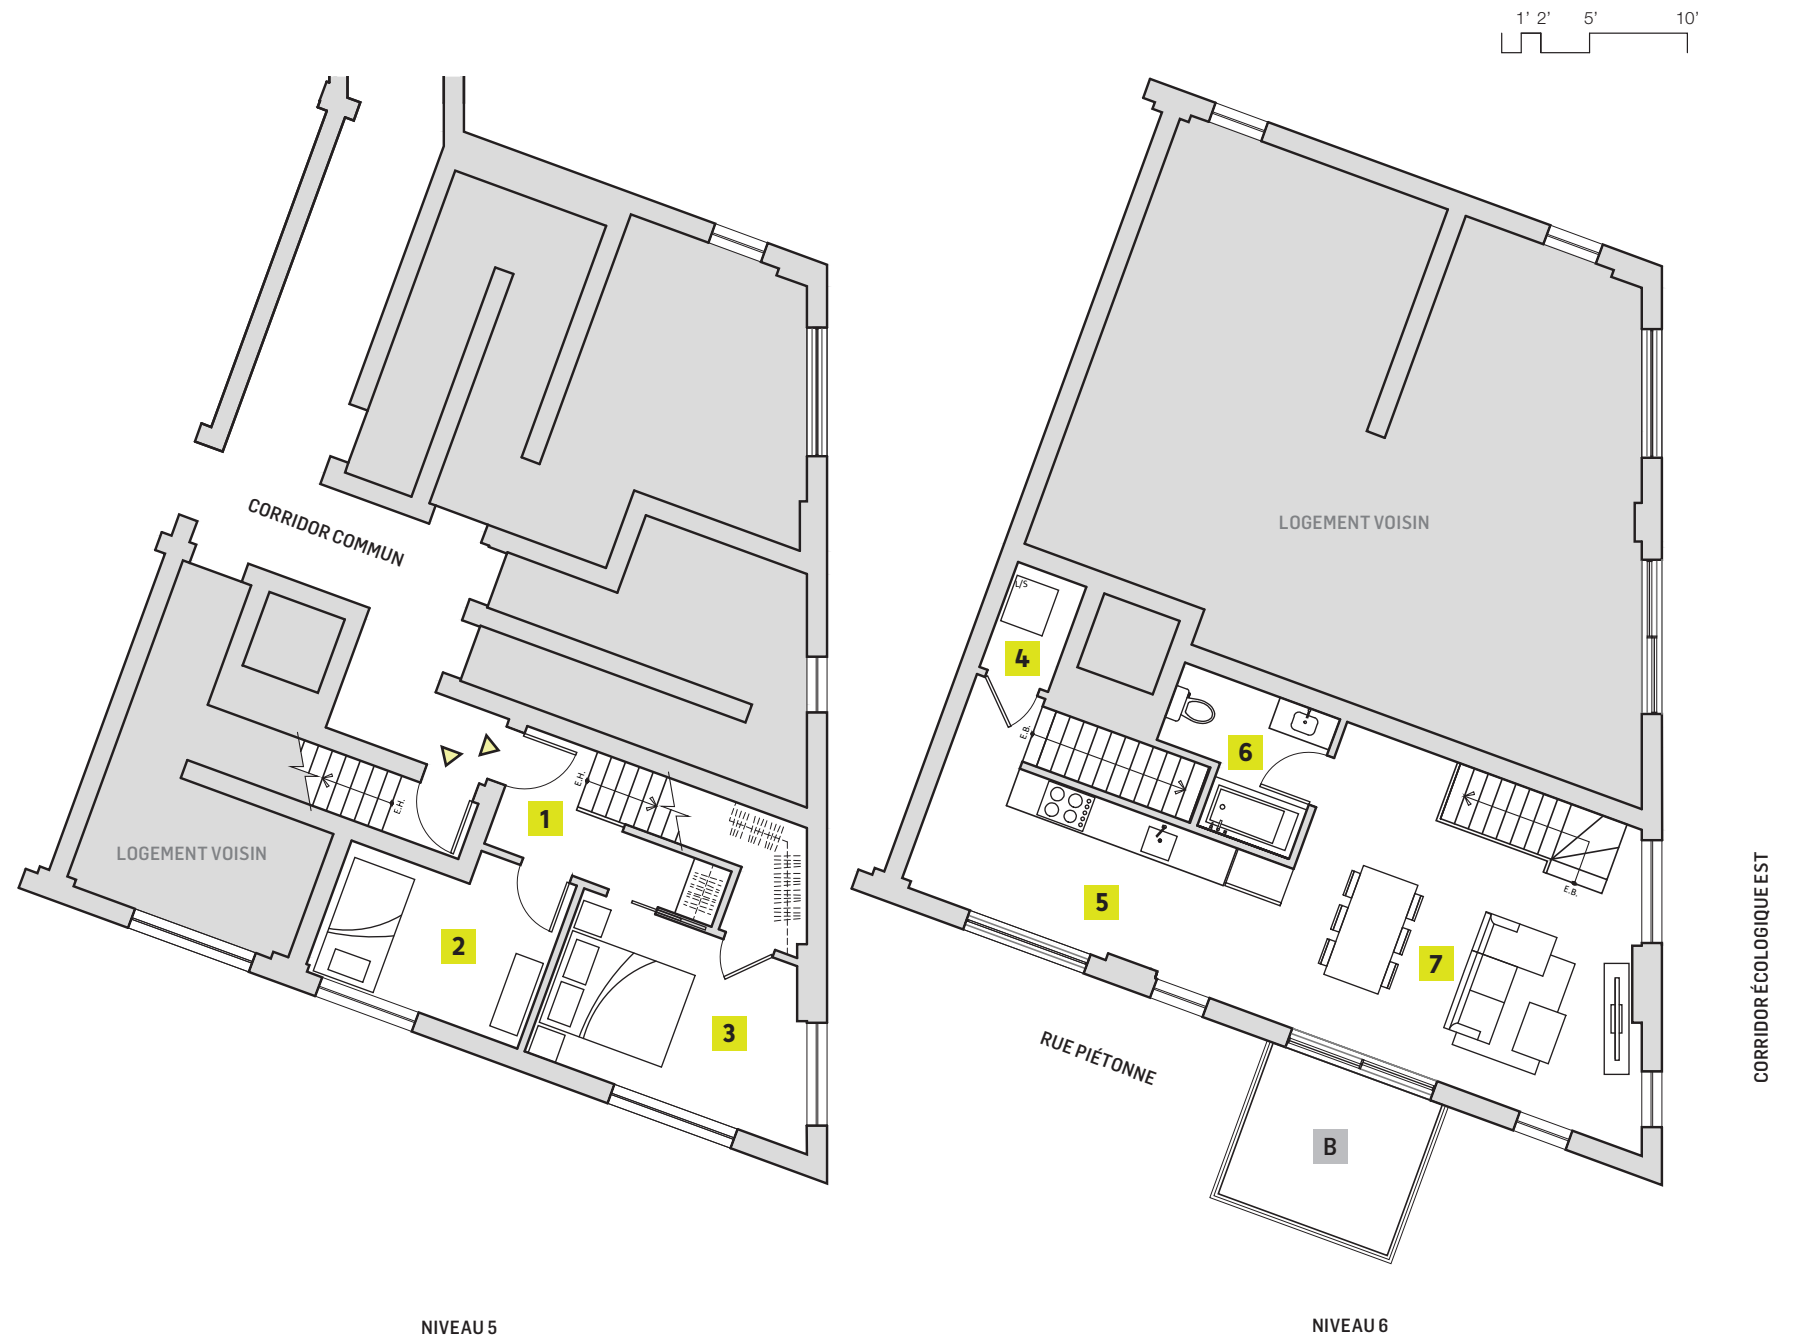 1' 2' 5' 10'
CORRIDOR COMMUN
LOGEMENT VOISIN
L/S
4
E.B.
6
E.H.
E.H.
1
LOGEMENT VOISIN
E.B.
5
2
7
3
RUE PIÉTONNE
CORRIDOR ÉCOLOGIQUE EST
B
NIVEAU 5
NIVEAU 6